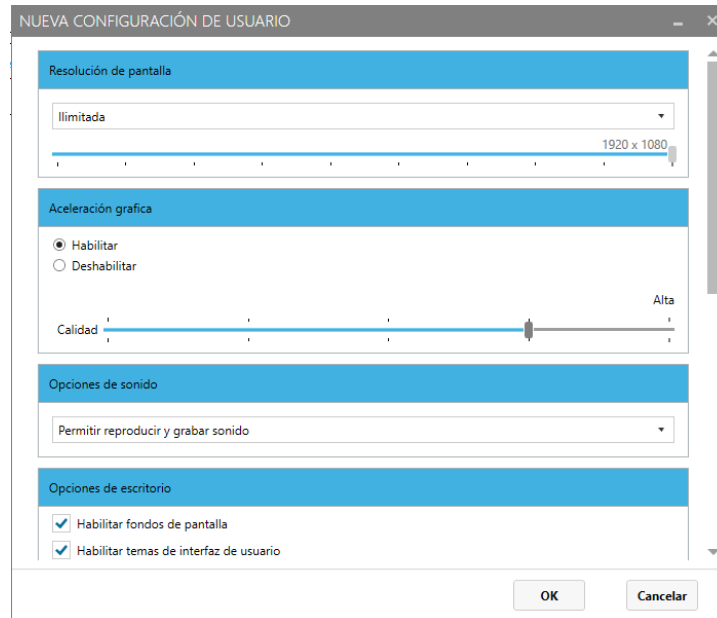 NUEVA CONFIGURACIÓN DE USUARIO
Resolución de pantalla
Ilimitada
1920 x 1080
Aceleración grafica
Habilitar
Deshabilitar
Alta
Calidad
Opciones de sonido
Permitir reproducir y grabar sonido
Opciones de escritorio
Habilitar fondos de pantalla
Habilitar temas de interfaz de usuario
OK Cancelar